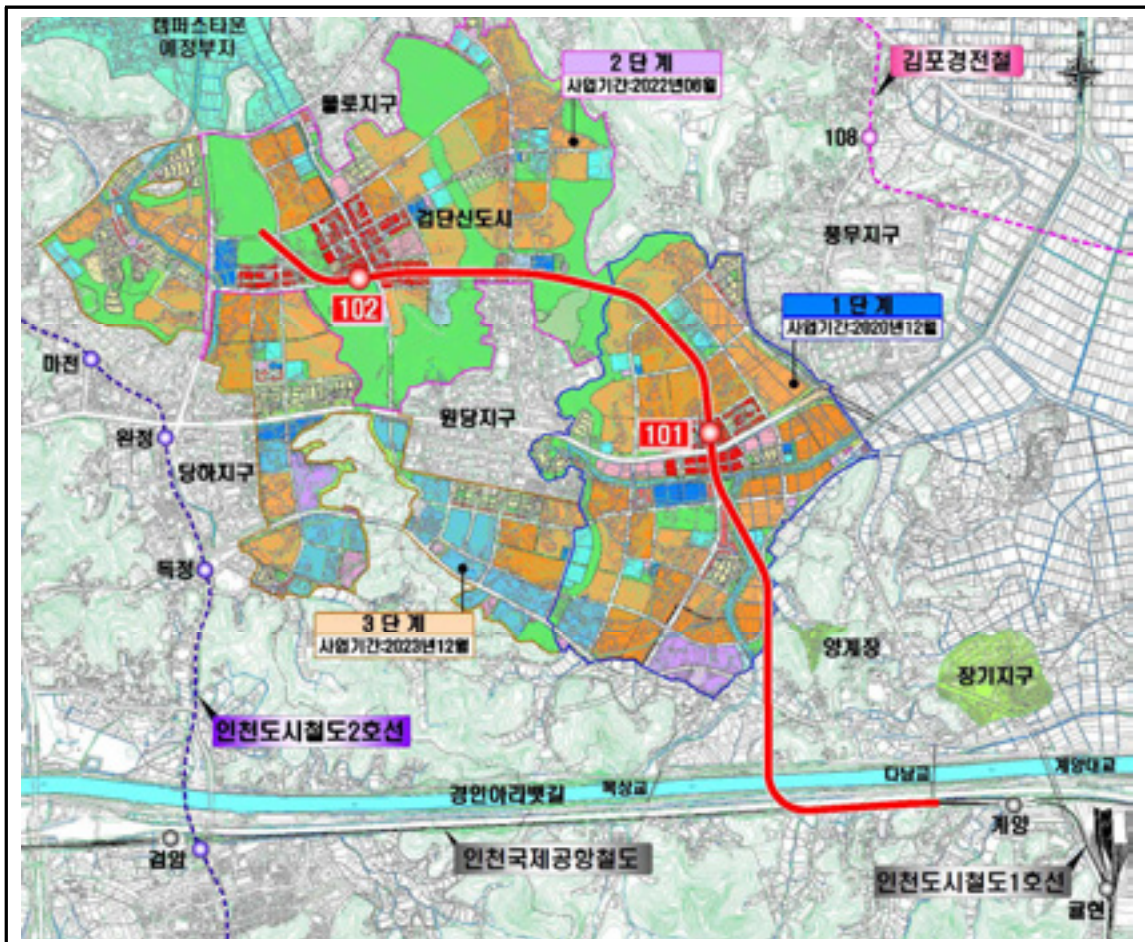 캠퍼스타운
예정부지
2 단 계
사업기간:2022년06월
김포경전철
불로지구
108
검단신도시
풍무지구
102
1 단 계
사업기간:2020년12월
마전
원당지구
101
완정
당하지구
독정
3 단 계
사업기간:2023년12월
양계장
장기지구
인천도시철도2호선
경인아라뱃길
목상교
다남교
계양대교
계양
검암
인천국제공항철도
인천도시철도1호선
귤현